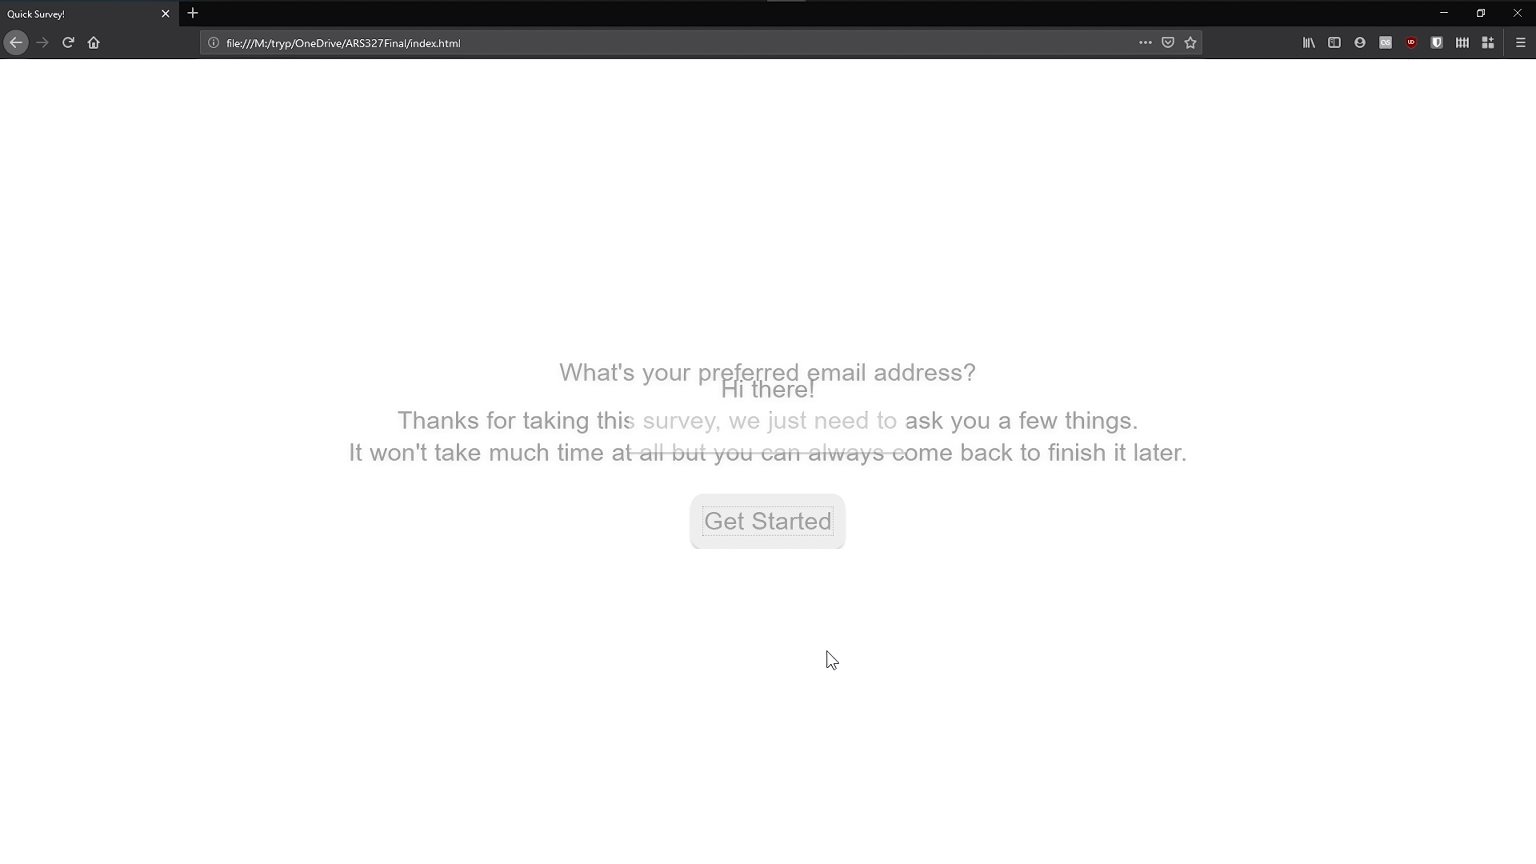 Quick Survey!
file:///M:/tryp/OneDrive/ARS327Final/index.html
What's your preferred email address?
Hi there!
Thanks for taking this survey, we just need to ask you a few things.
It won't take much time at all but you can always come back to finish it later.
Get Started